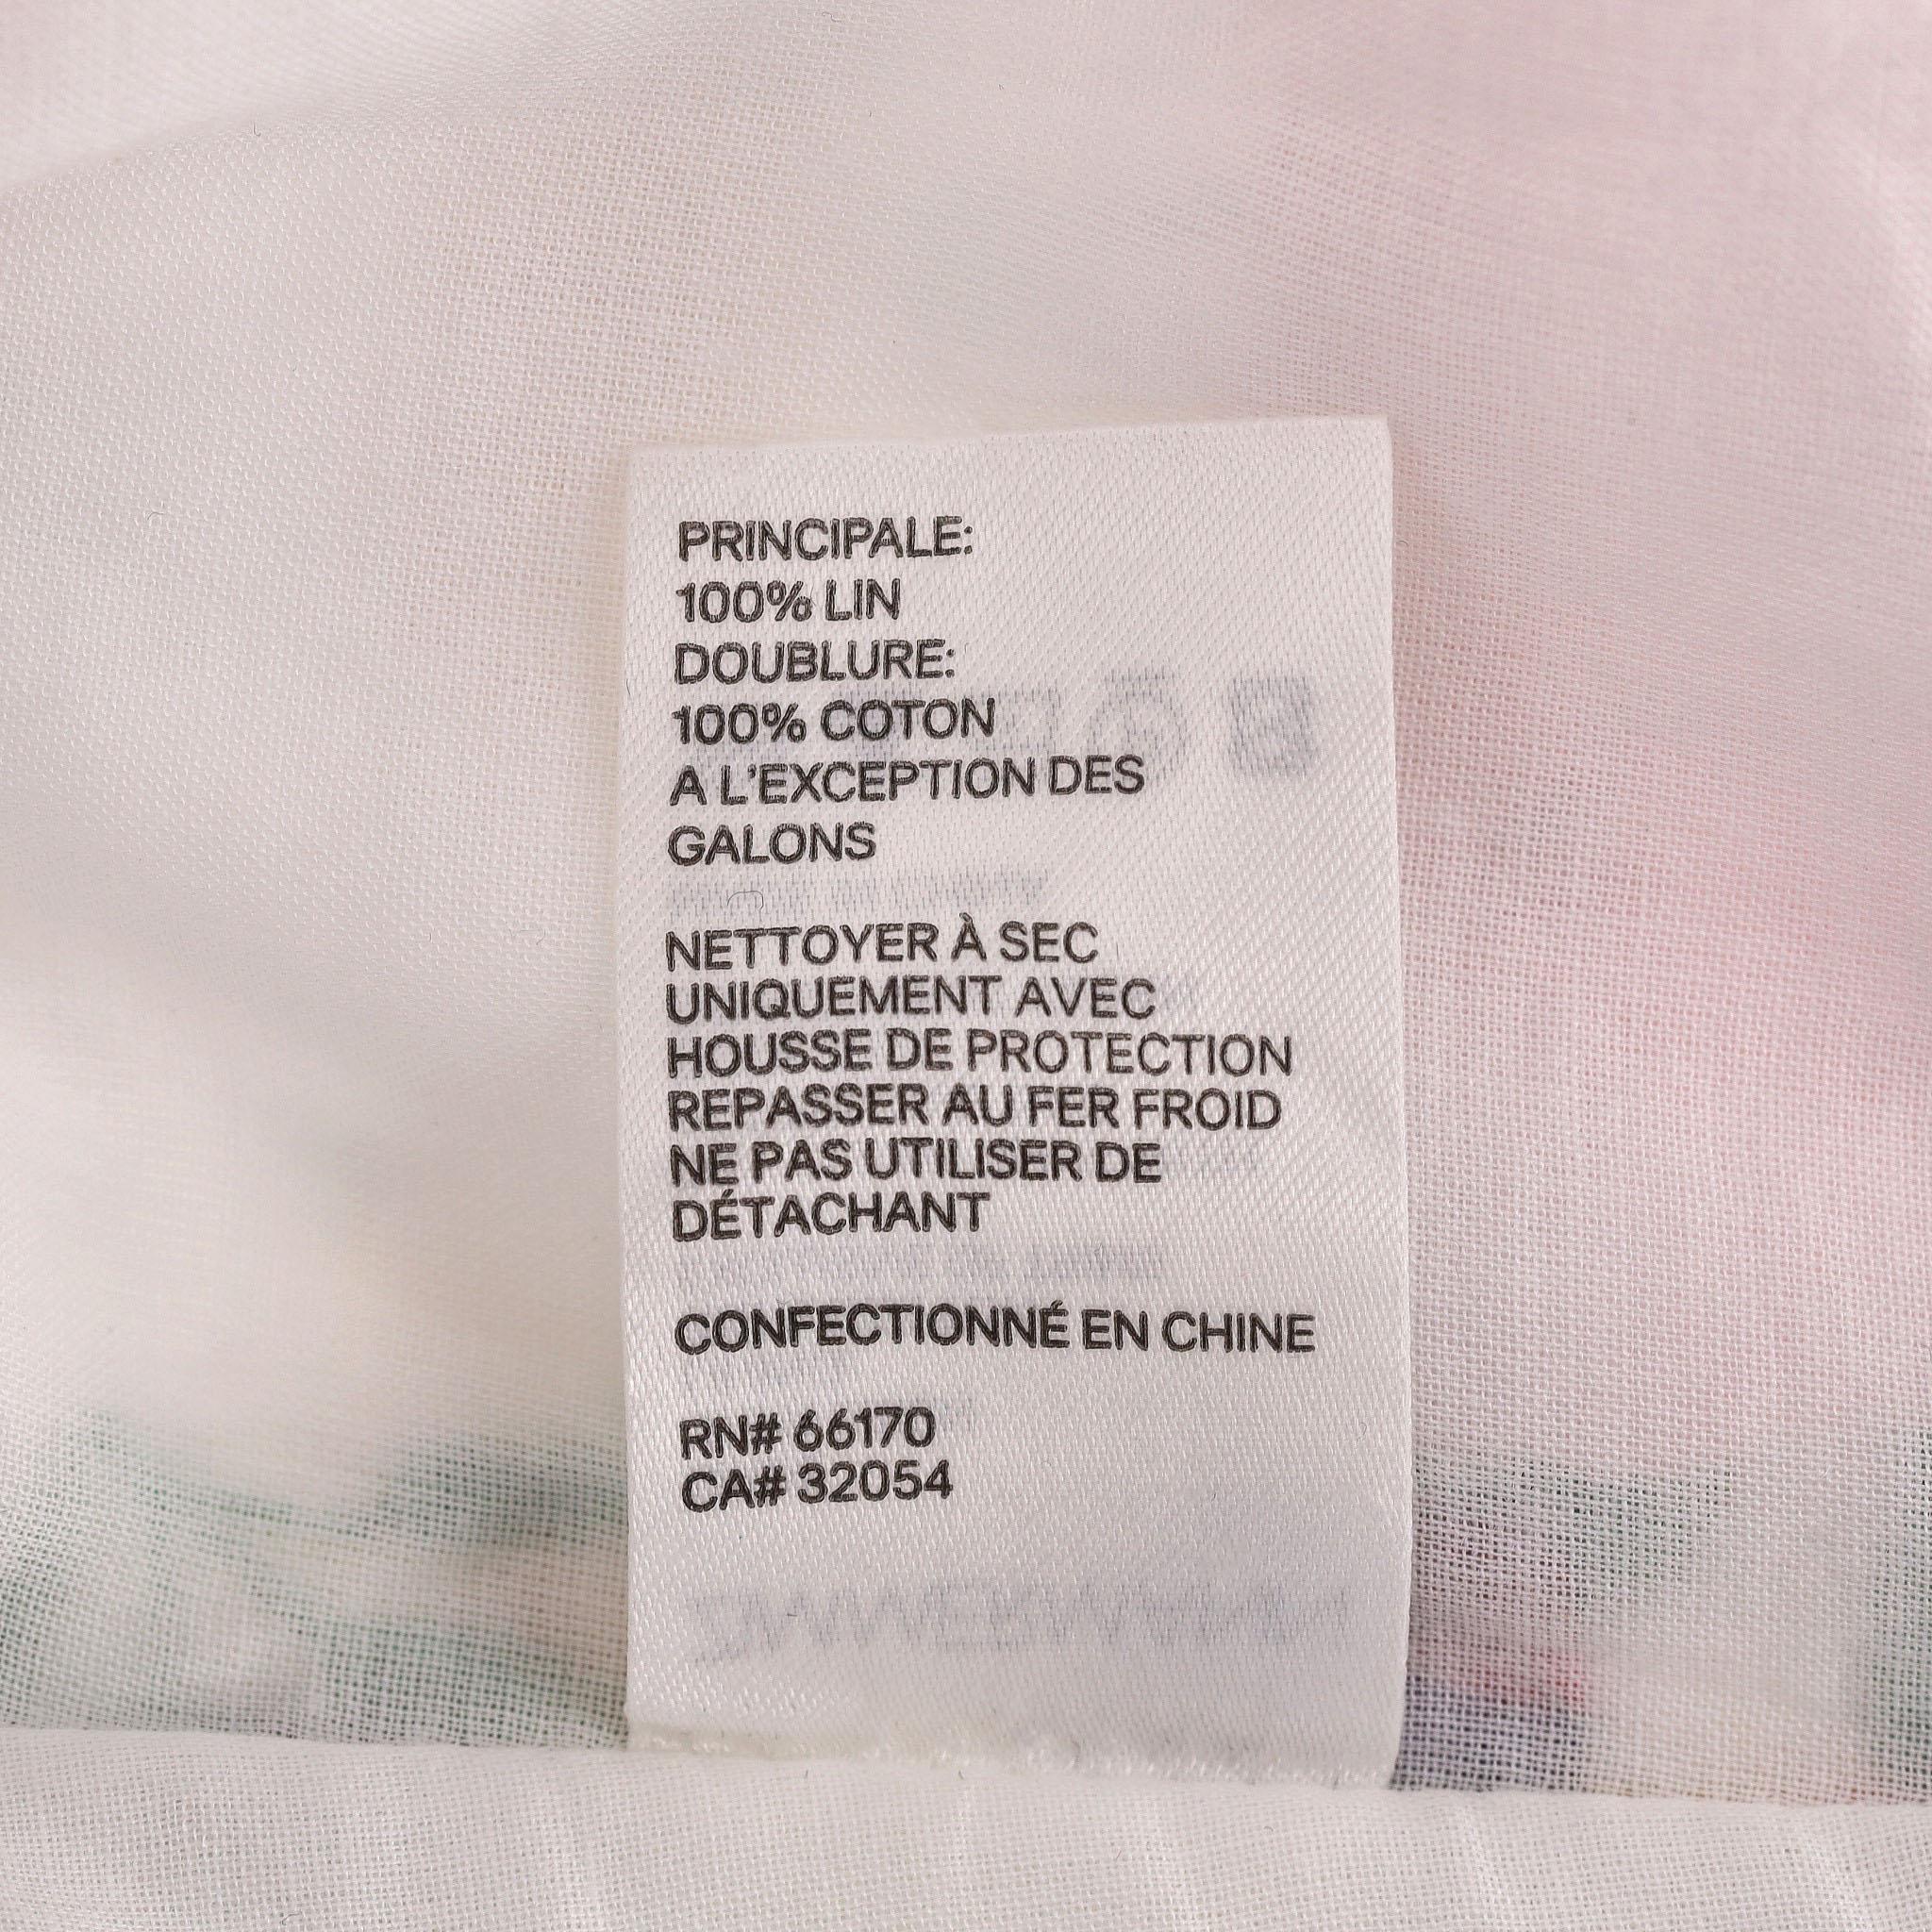 PRINCIPALE:
100% LIN
DOUBLURE:
100% COTON
A L'EXCEPTION DES
GALONS
NETTOYER À SEC
UNIQUEMENT AVEC
HOUSSE DE PROTECTION
REPASSER AU FER FROID
NE PAS UTILISER DE
DÉTACHANT
CONFECTIONNÉ EN CHINE
RN# 66170
CA# 32054